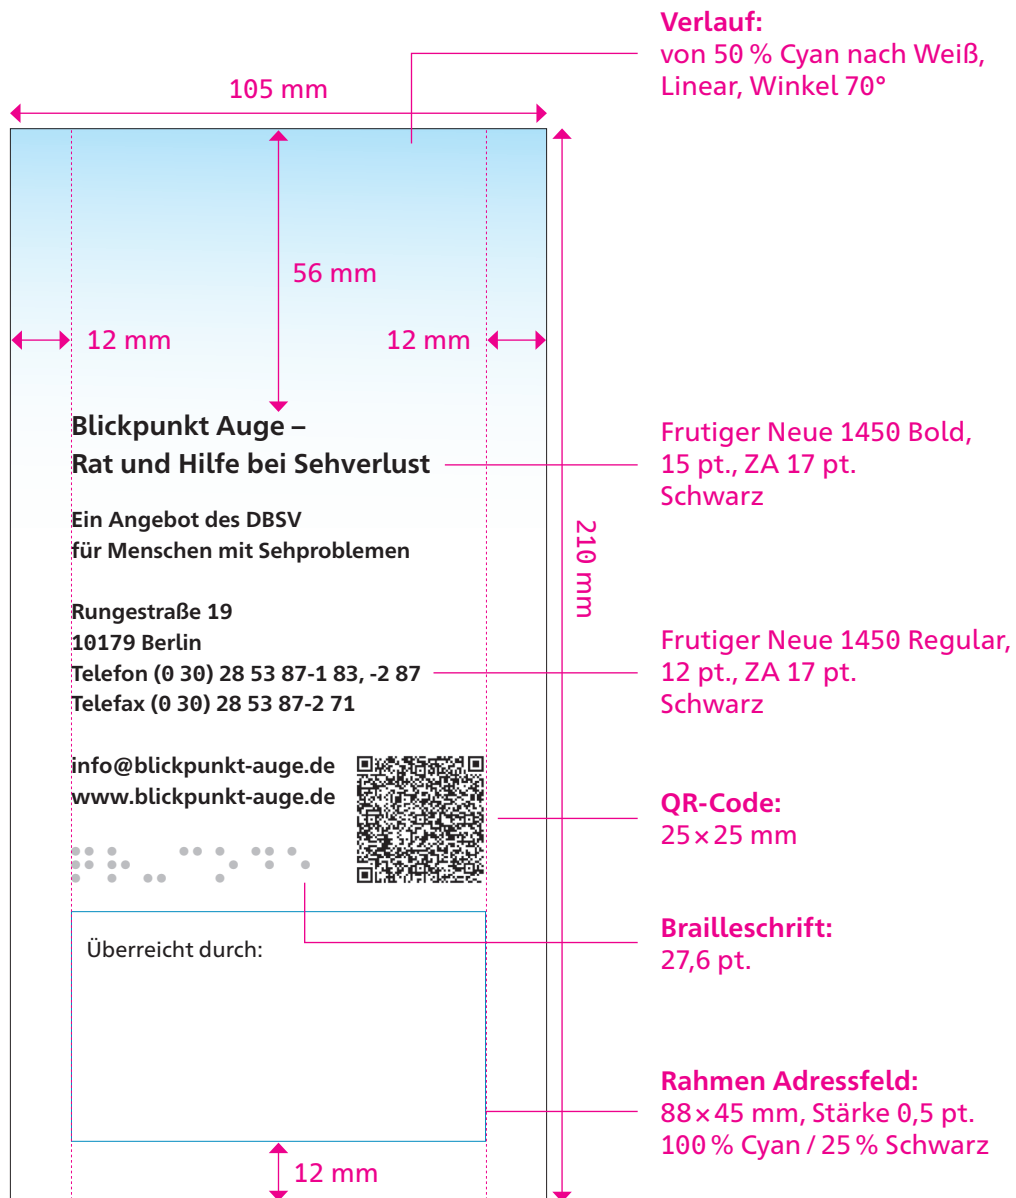 Verlauf:
von 50 % Cyan nach Weiß,
Linear, Winkel 70°
105 mm
56 mm
12 mm
12 mm
Blickpunkt Auge –
Rat und Hilfe bei Sehverlust
Frutiger Neue 1450 Bold,
15 pt., ZA 17 pt.
Schwarz
Ein Angebot des DBSV
für Menschen mit Sehproblemen
210 mm
Rungestraße 19
10179 Berlin
Telefon (0 30) 28 53 87-1 83, -2 87
Telefax (0 30) 28 53 87-2 71
Frutiger Neue 1450 Regular,
12 pt., ZA 17 pt.
Schwarz
info@blickpunkt-auge.de
www.blickpunkt-auge.de
QR-Code:
25×25 mm
Brailleschrift:
27,6 pt.
Überreicht durch:
Rahmen Adressfeld:
88×45 mm, Stärke 0,5 pt.
100 % Cyan / 25 % Schwarz
12 mm